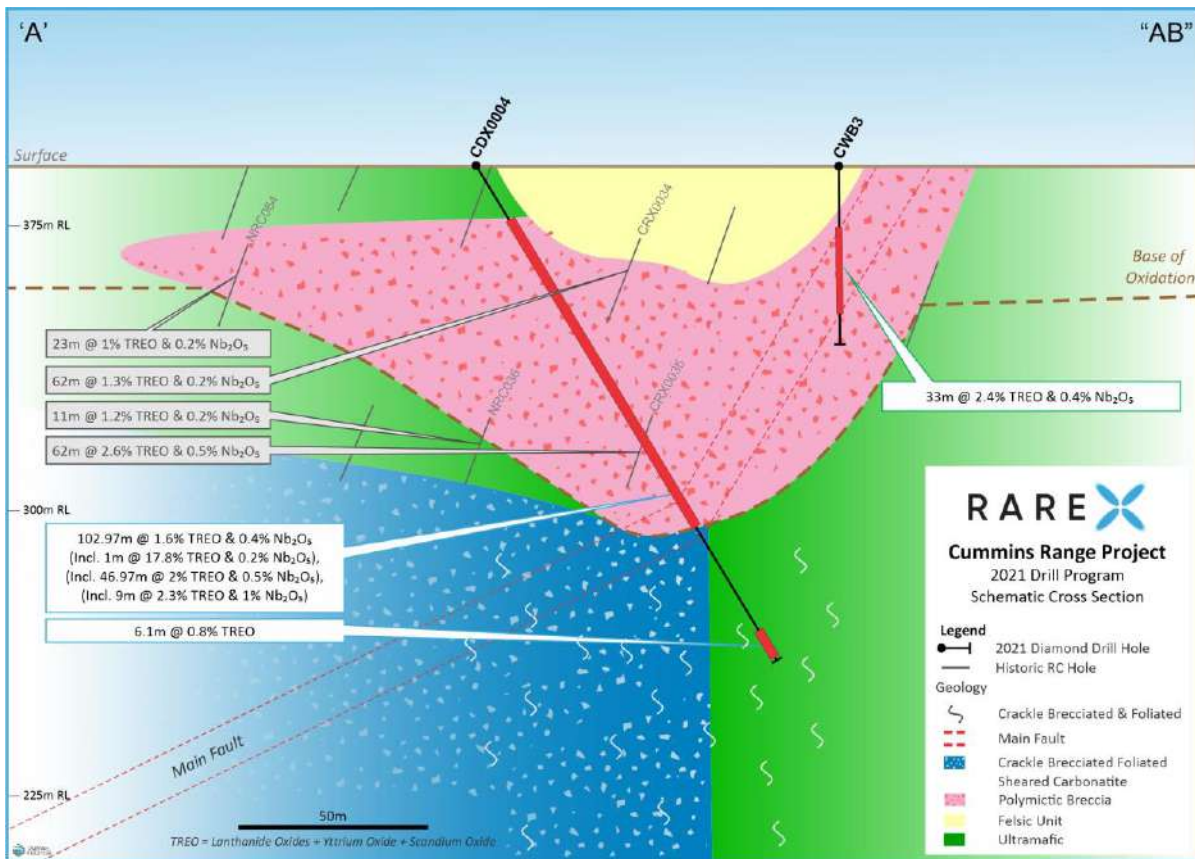 'A'
"AB"
CDX0004
CWB3
Surface
375m RL
NRC064
CRX0034
Base of
Oxidation
23m @ 1% TREO & 0.2% Nb₂O₅
62m @ 1.3% TREO & 0.2% Nb₂O₅
11m @ 1.2% TREO & 0.2% Nb₂O₅
62m @ 2.6% TREO & 0.5% Nb₂O₅
NRC036
CRX0035
33m @ 2.4% TREO & 0.4% Nb₂O₅
300m RL
102.97m @ 1.6% TREO & 0.4% Nb₂O₅
(Incl. 1m @ 17.8% TREO & 0.2% Nb₂O₅),
(Incl. 46.97m @ 2% TREO & 0.5% Nb₂O₅),
(Incl. 9m @ 2.3% TREO & 1% Nb₂O₅)
6.1m @ 0.8% TREO
Main Fault
225m RL
50m
TREO = Lanthanide Oxides + Yttrium Oxide + Scandium Oxide
RAREX
Cummins Range Project
2021 Drill Program
Schematic Cross Section
Legend
2021 Diamond Drill Hole
Historic RC Hole
Geology
Crackle Brecciated & Foliated
Main Fault
Crackle Brecciated Foliated
Sheared Carbonatite
Polymictic Breccia
Felsic Unit
Ultramafic